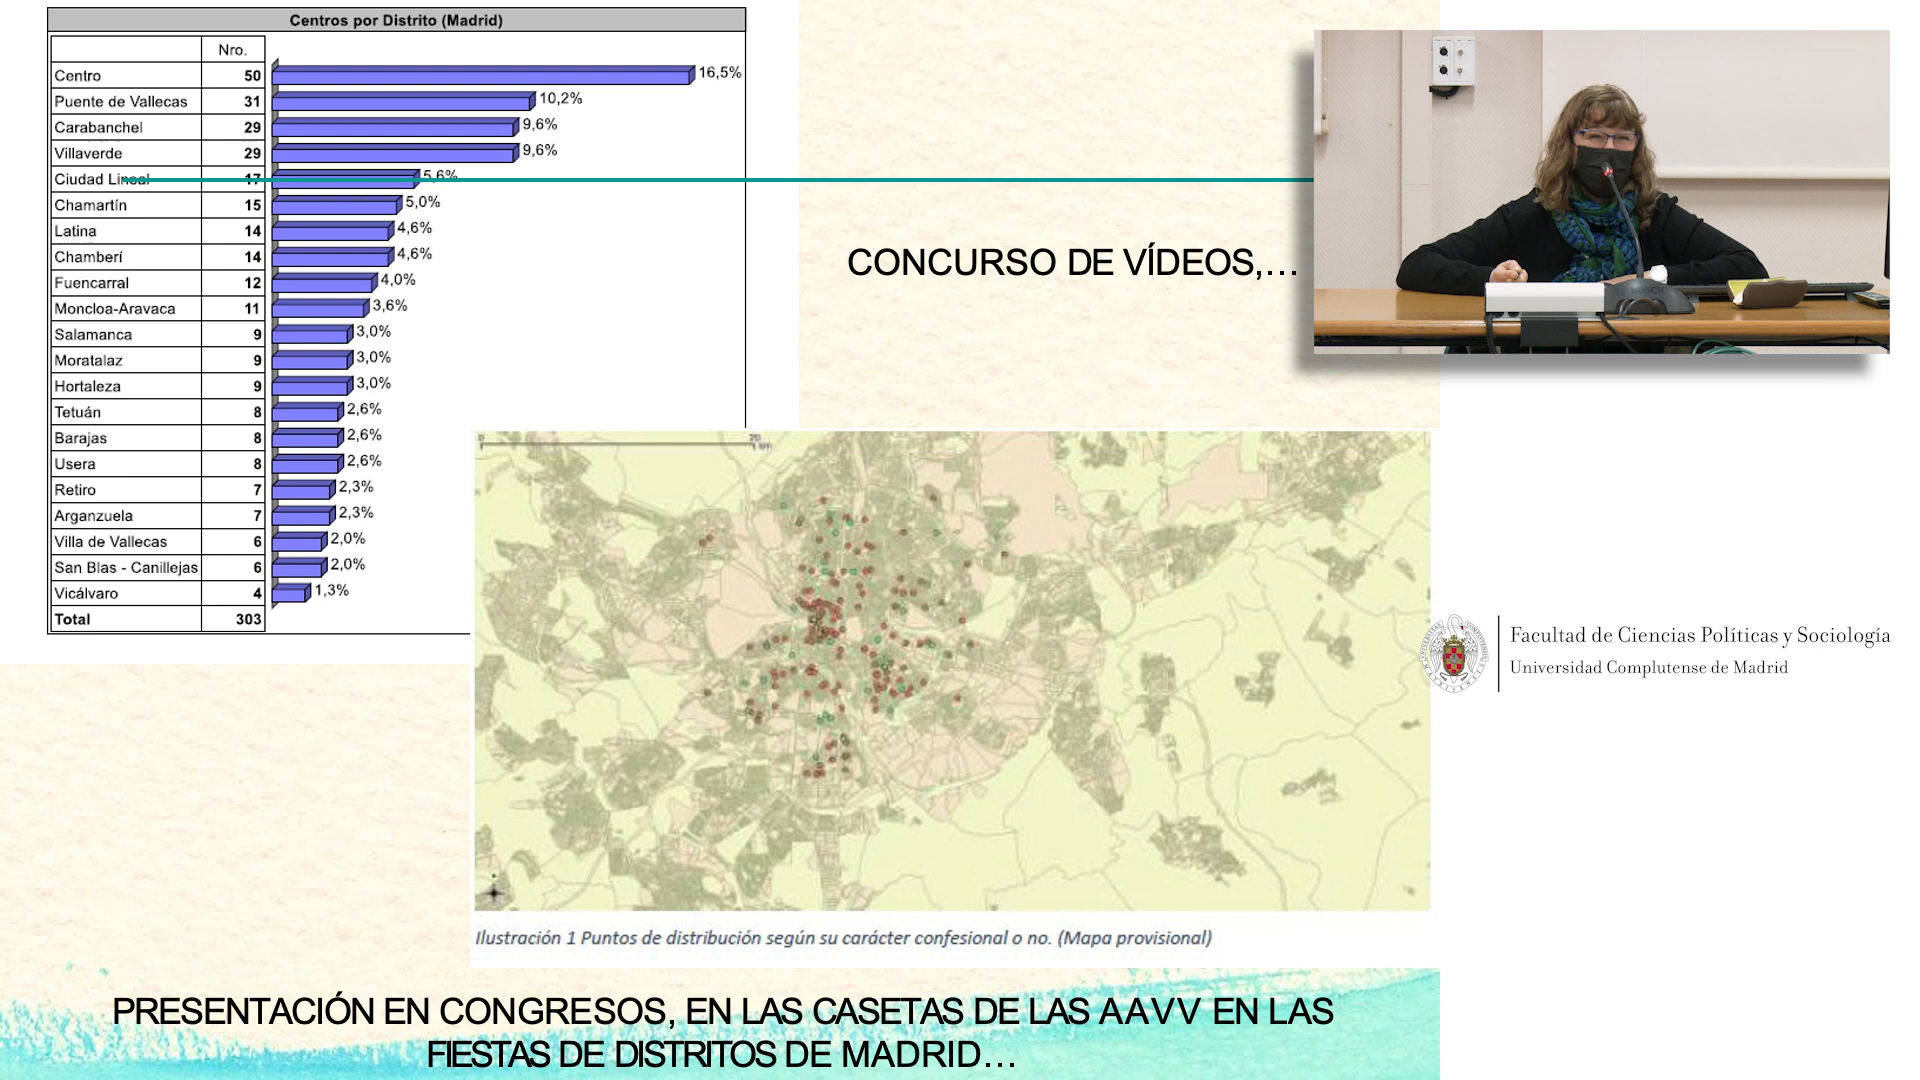 Centros por Distrito (Madrid)
Nro.
Centro 50 16,5%
Puente de Vallecas 31 10,2%
Carabanchel 29 9,6%
Villaverde 29 9,6%
Ciudad Lineal 17 5,6%
Chamartín 15 5,0%
Latina 14 4,6%
Chamberí 14 4,6%
Fuencarral 12 4,0%
Moncloa-Aravaca 11 3,6%
Salamanca 9 3,0%
Moratalaz 9 3,0%
Hortaleza 9 3,0%
Tetuán 8 2,6%
Barajas 8 2,6%
Usera 8 2,6%
Retiro 7 2,3%
Arganzuela 7 2,3%
Villa de Vallecas 6 2,0%
San Blas - Canillejas 6 2,0%
Vicálvaro 4 1,3%
Total 303
CONCURSO DE VÍDEOS,...
BOSCH
Facultad de Ciencias Políticas y Sociología
Universidad Complutense de Madrid
Ilustración 1 Puntos de distribución según su carácter confesional o no. (Mapa provisional)
PRESENTACIÓN EN CONGRESOS, EN LAS CASETAS DE LAS AAVV EN LAS
FIESTAS DE DISTRITOS DE MADRID...